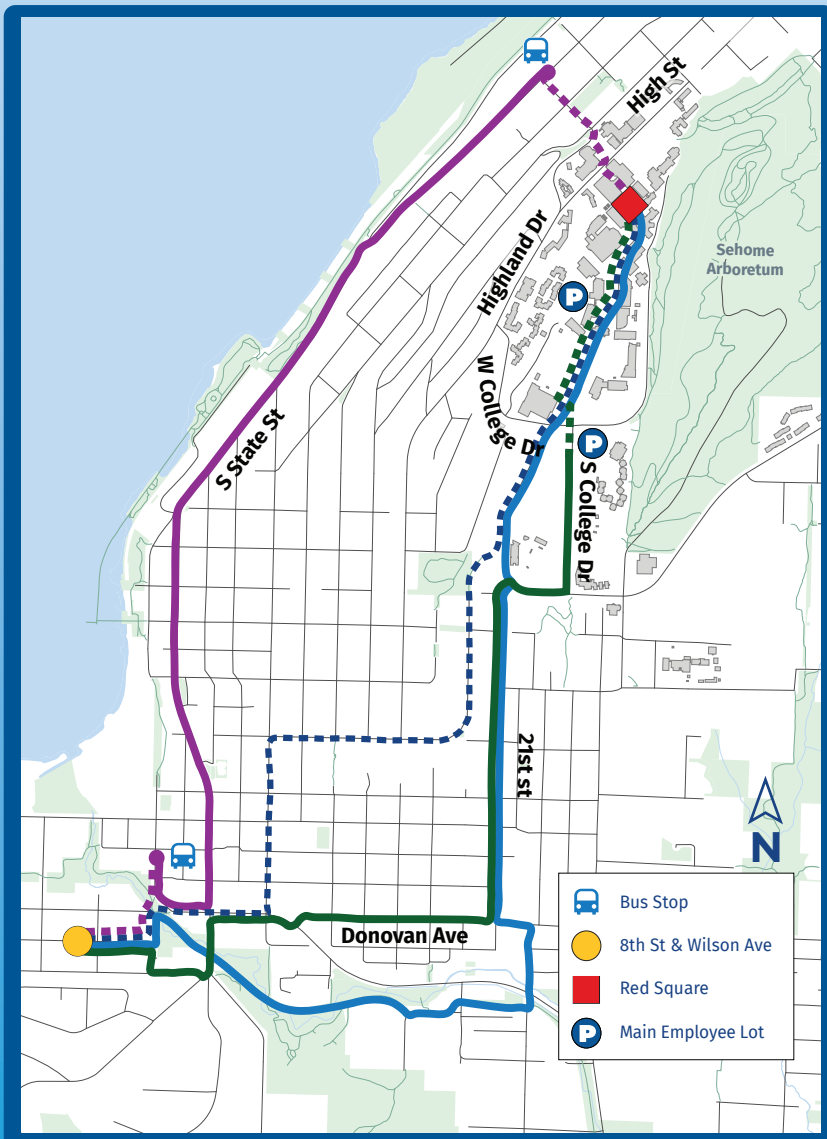 High St
Highland Dr
Sehome
Arboretum
P
W College Dr
P
S College Dr
S State St
21st st
N
Donovan Ave
Bus Stop
8th St & Wilson Ave
Red Square
P
Main Employee Lot